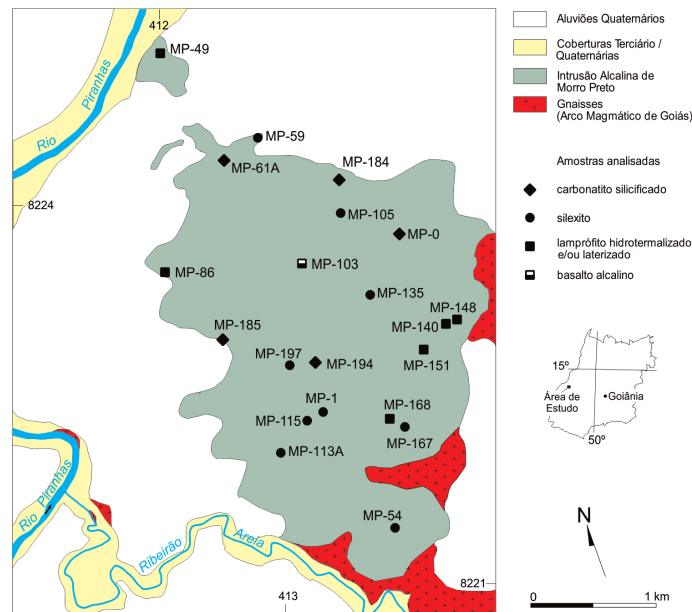 412
MP-49
Rio
Piranhas
MP-59
MP-61A
MP-184
MP-105
8224
MP-0
MP-86
MP-103
MP-135
MP-148
MP-140
MP-185
MP-151
MP-197
MP-194
MP-1
MP-168
MP-115
MP-167
MP-113A
Rio
Piranhas
MP-54
Ribeirão
Areia
8221
413
Aluviões Quaternários
Coberturas Terciário /
Quaternárias
Intrusão Alcalina de
Morro Preto
Gnaisses
(Arco Magmático de Goiás)
Amostras analisadas
carbonatito silicificado
silexito
lamprófito hidrotermalizado
e/ou laterizado
basalto alcalino
15º
Área de
Estudo
Goiânia
50º
N
0 1 km